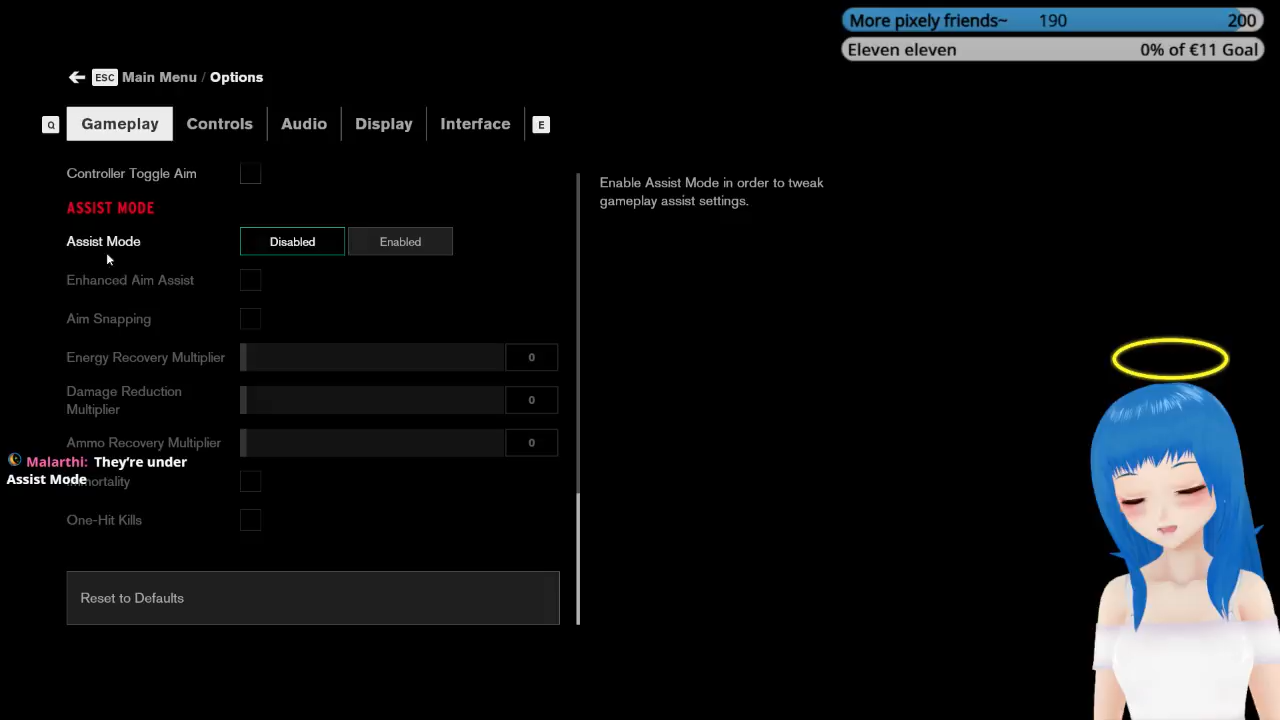 More pixely friends~ 190 200
Eleven eleven 0% of €11 Goal
ESC Main Menu / Options
Q Gameplay Controls Audio Display Interface E
Controller Toggle Aim
ASSIST MODE
Assist Mode Disabled Enabled
Enhanced Aim Assist
Aim Snapping
Energy Recovery Multiplier 0
Damage Reduction
Multiplier 0
Ammo Recovery Multiplier 0
Malarthi: They're under
Assist Mode
One-Hit Kills
Reset to Defaults
Enable Assist Mode in order to tweak
gameplay assist settings.